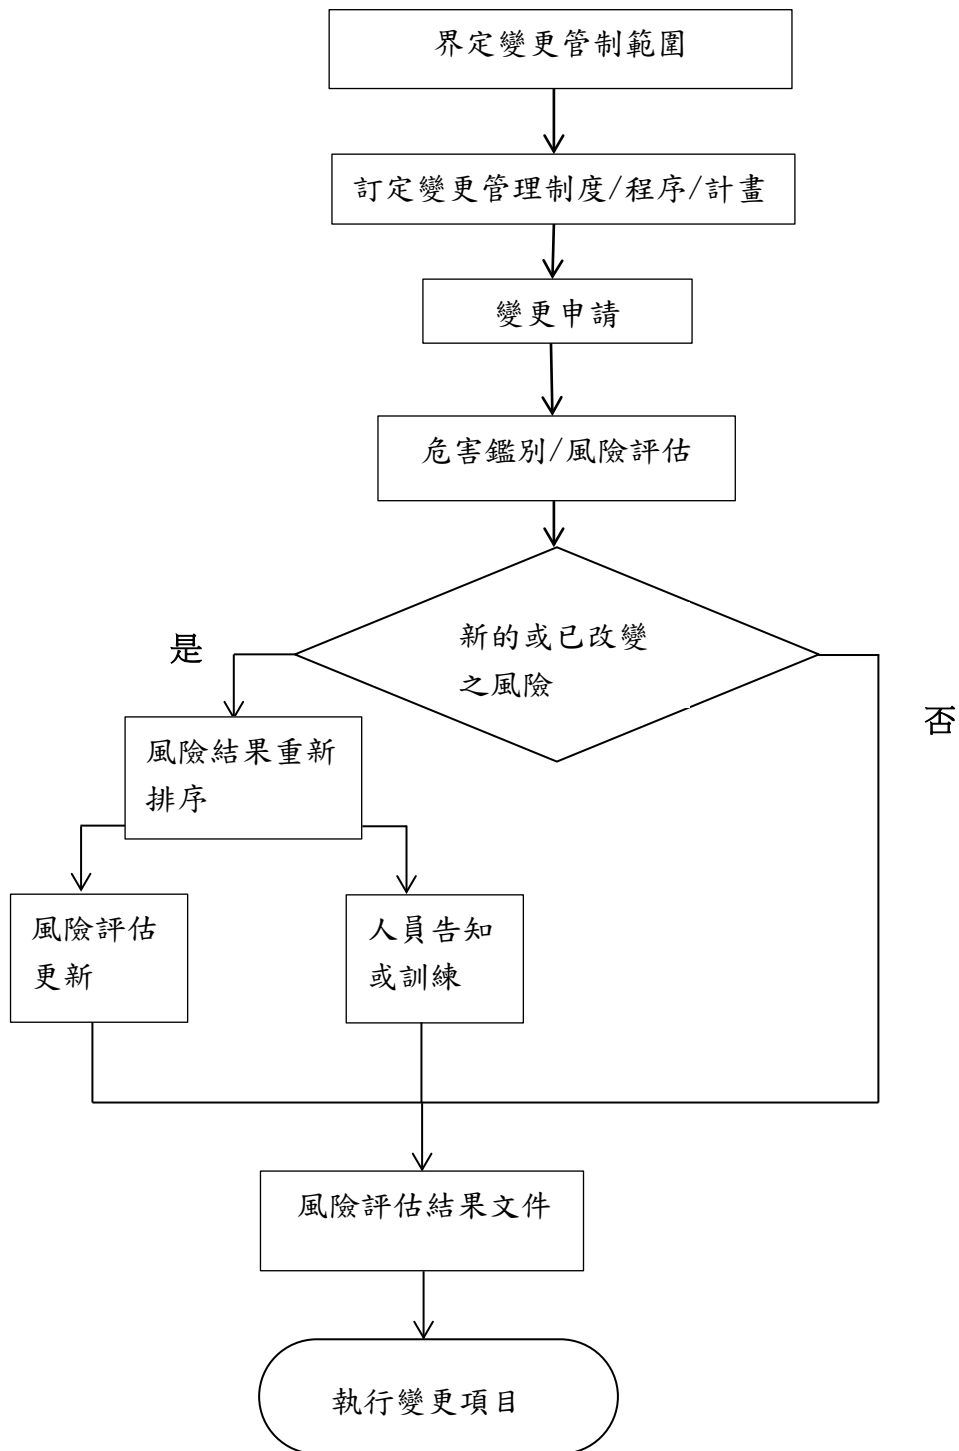 界定變更管制範圍
訂定變更管理制度/程序/計畫
變更申請
危害鑑別/風險評估
新的或已改變
之風險
是
否
風險結果重新
排序
風險評估
更新
人員告知
或訓練
風險評估結果文件
執行變更項目